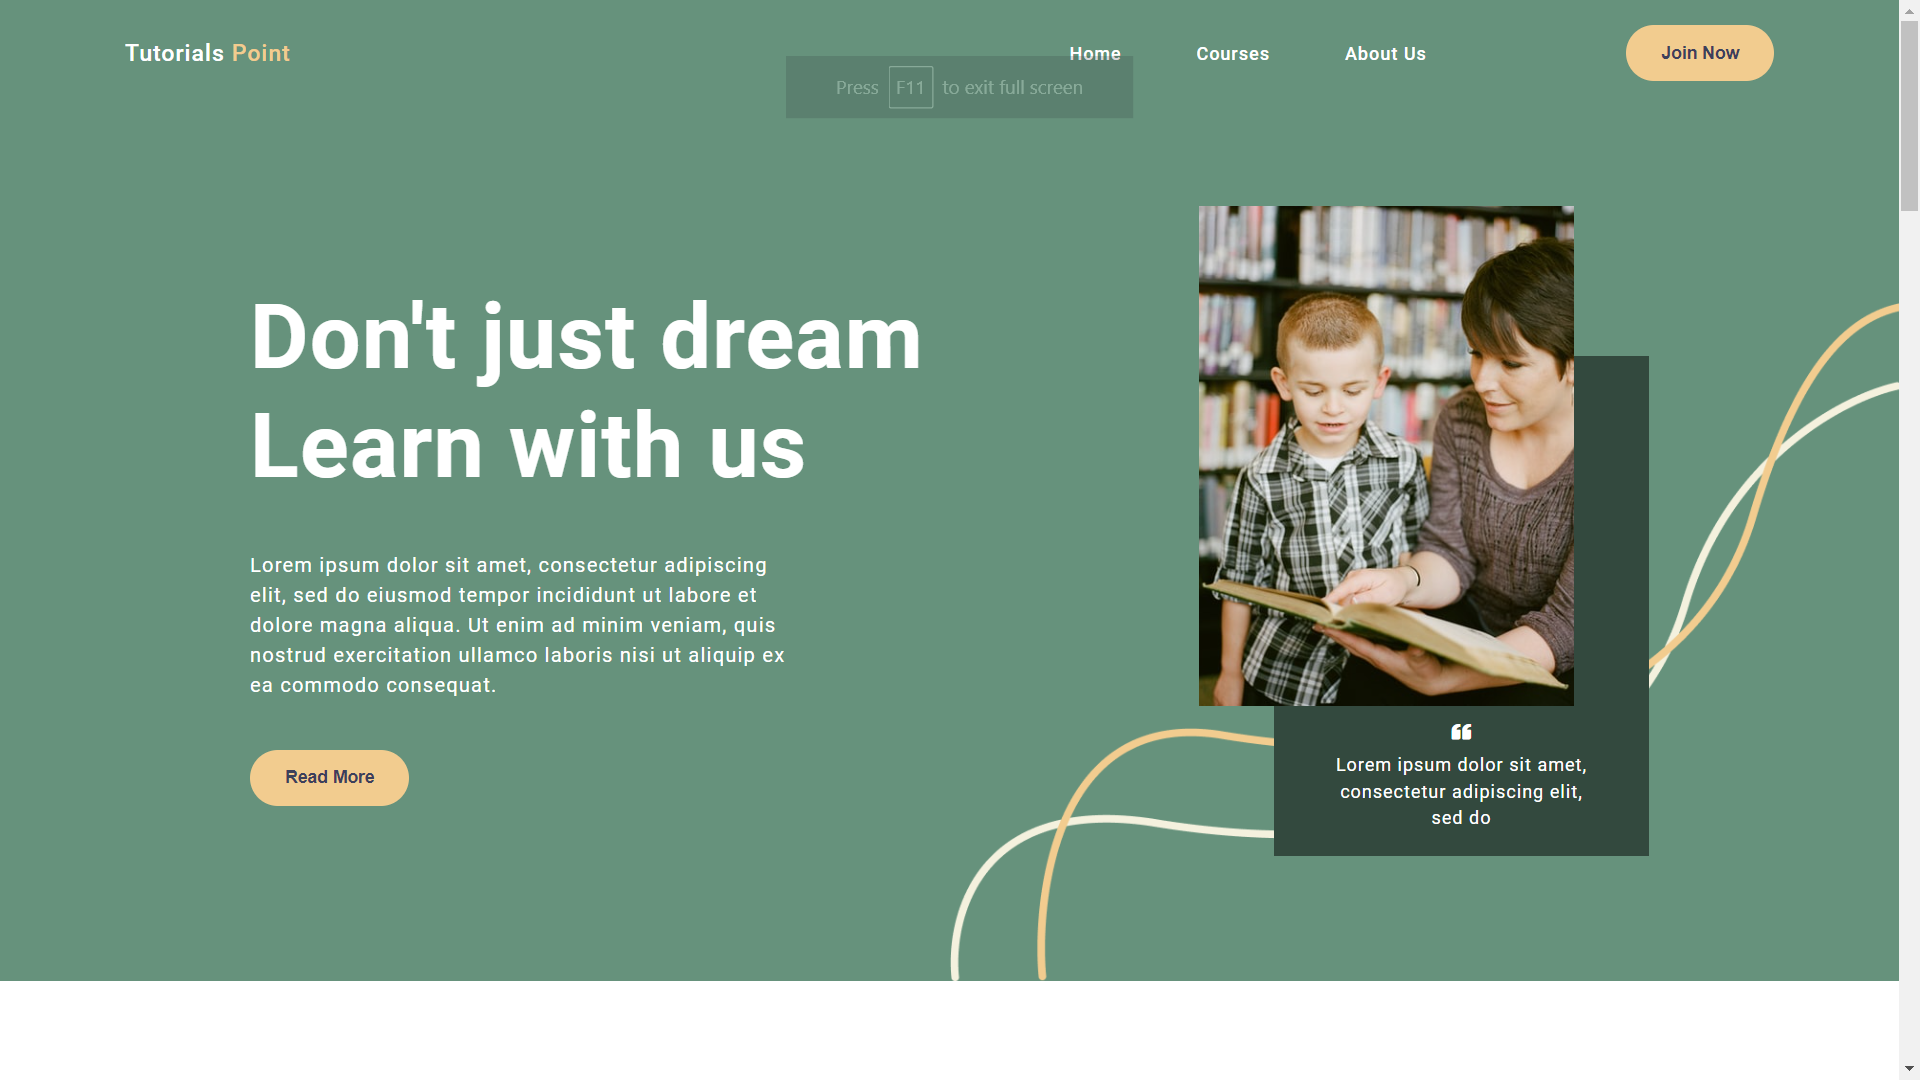 Tutorials Point
Home
Courses
About Us
Join Now
Press F11 to exit full screen
Don't just dream
Learn with us
Lorem ipsum dolor sit amet, consectetur adipiscing
elit, sed do eiusmod tempor incididunt ut labore et
dolore magna aliqua. Ut enim ad minim veniam, quis
nostrud exercitation ullamco laboris nisi ut aliquip ex
ea commodo consequat.
Read More
❝
Lorem ipsum dolor sit amet,
consectetur adipiscing elit,
sed do